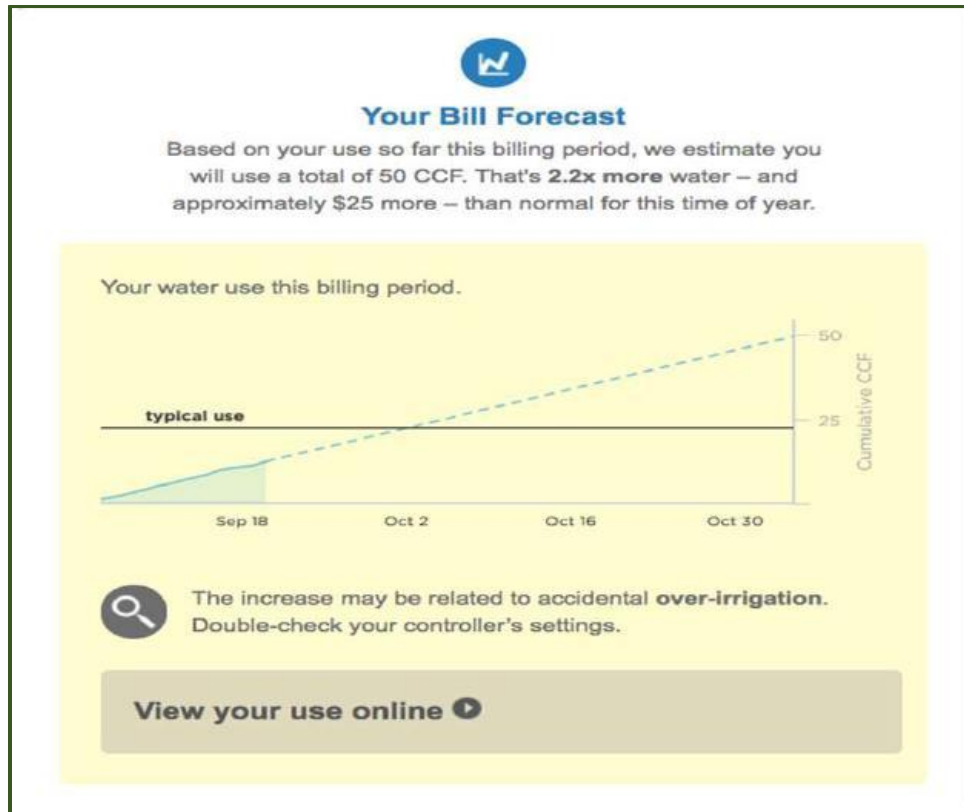 Your Bill Forecast
Based on your use so far this billing period, we estimate you
will use a total of 50 CCF. That's 2.2x more water – and
approximately $25 more – than normal for this time of year.
Your water use this billing period.
50
typical use
25
Cumulative CCF
Sep 18 Oct 2 Oct 16 Oct 30
The increase may be related to accidental over-irrigation.
Double-check your controller's settings.
View your use online